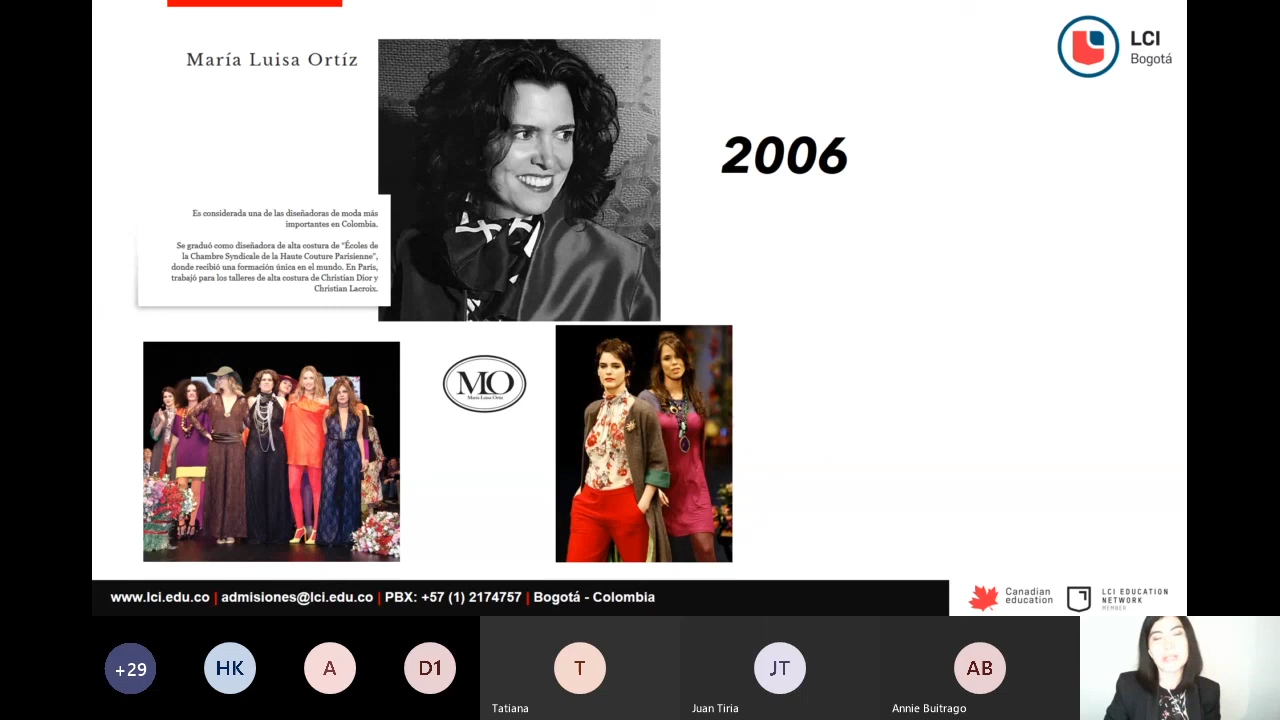 LCI
Bogotá
María Luisa Ortíz
2006
Es considerada una de las diseñadoras de moda más
importantes en Colombia.
Se graduó como diseñadora de alta costura de "Écoles de
la Chambre Syndicale de la Haute Couture Parisienne",
donde recibió una formación única en el mundo. En París,
trabajó para los talleres de alta costura de Christian Dior y
Christian Lacroix.
MO
María Luisa Ortíz
www.lci.edu.co | admisiones@lci.edu.co | PBX: +57 (1) 2174757 | Bogotá - Colombia
Canadian
education
LCI EDUCATION
NETWORK
MEMBER
+29
HK
A
D1
T
JT
AB
Tatiana
Juan Tiria
Annie Buitrago